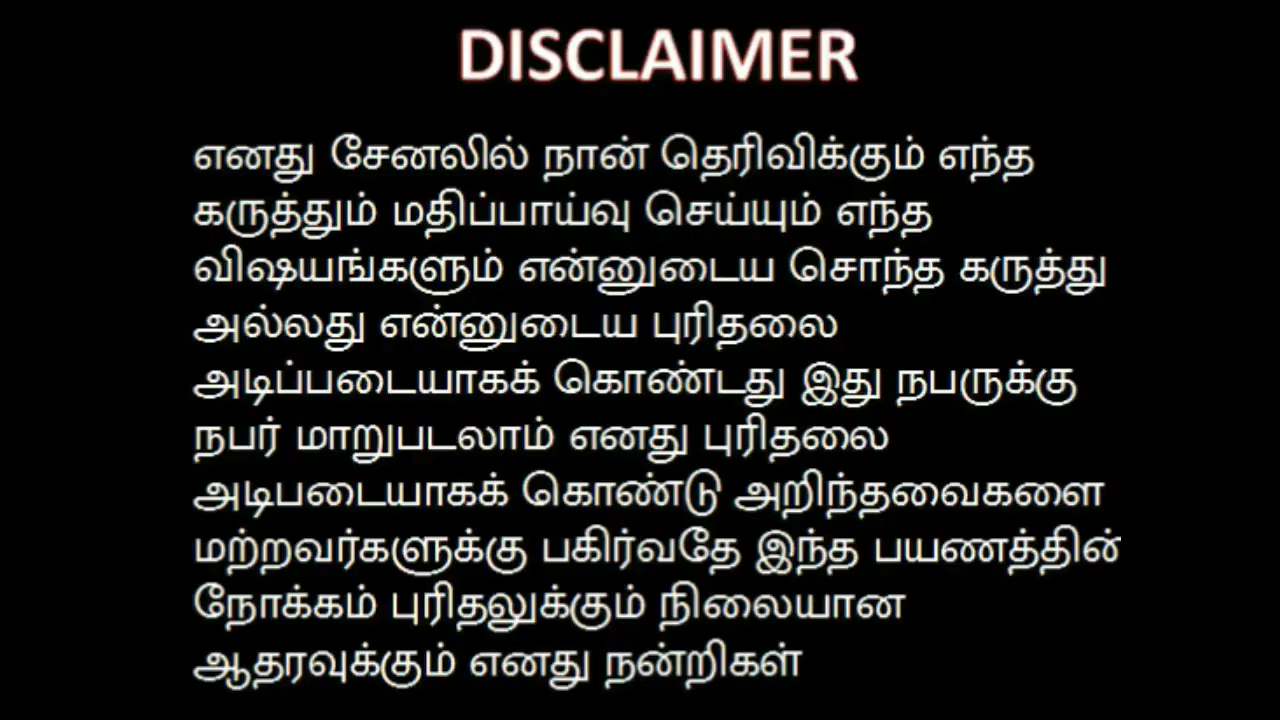 DISCLAIMER
எனது சேனலில் நான் தெரிவிக்கும் எந்த
கருத்தும் மதிப்பாய்வு செய்யும் எந்த
விஷயங்களும் என்னுடைய சொந்த கருத்து
அல்லது என்னுடைய புரிதலை
அடிப்படையாகக் கொண்டது இது நபருக்கு
நபர் மாறுபடலாம் எனது புரிதலை
அடிபடையாகக் கொண்டு அறிந்தவைகளை
மற்றவர்களுக்கு பகிர்வதே இந்த பயணத்தின்
நோக்கம் புரிதலுக்கும் நிலையான
ஆதரவுக்கும் எனது நன்றிகள்